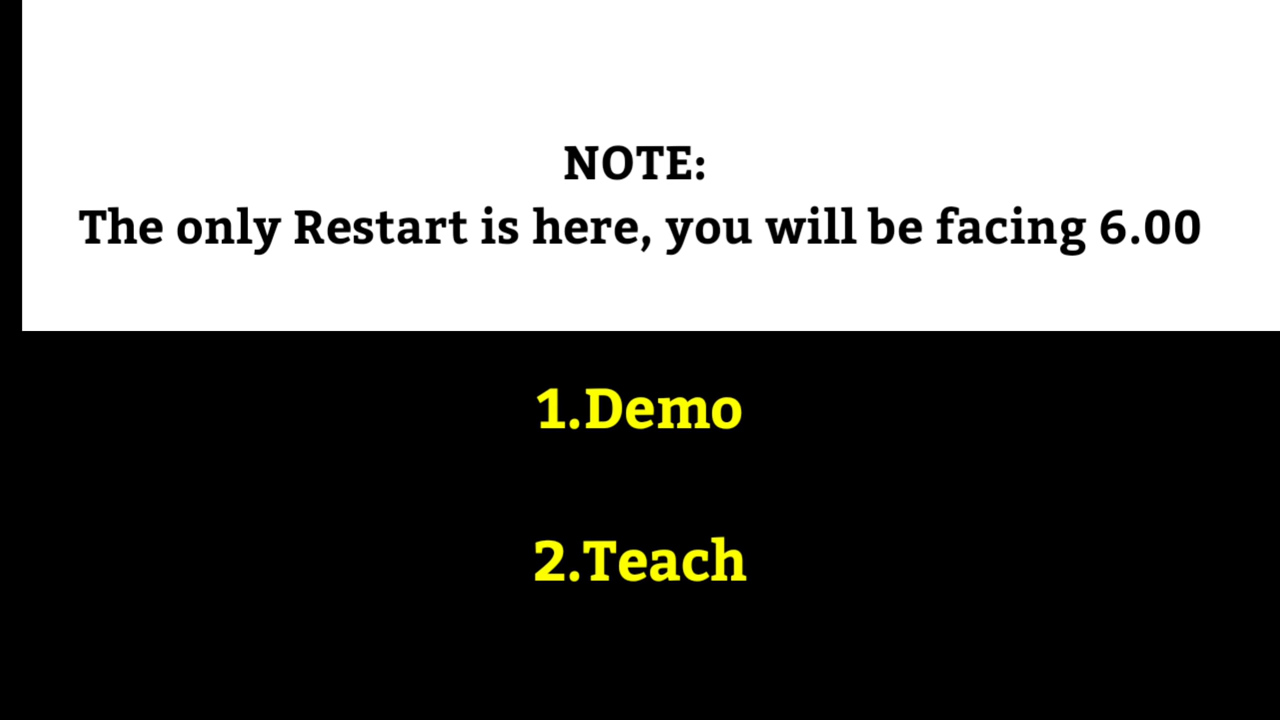 NOTE:
The only Restart is here, you will be facing 6.00
1.Demo
2.Teach